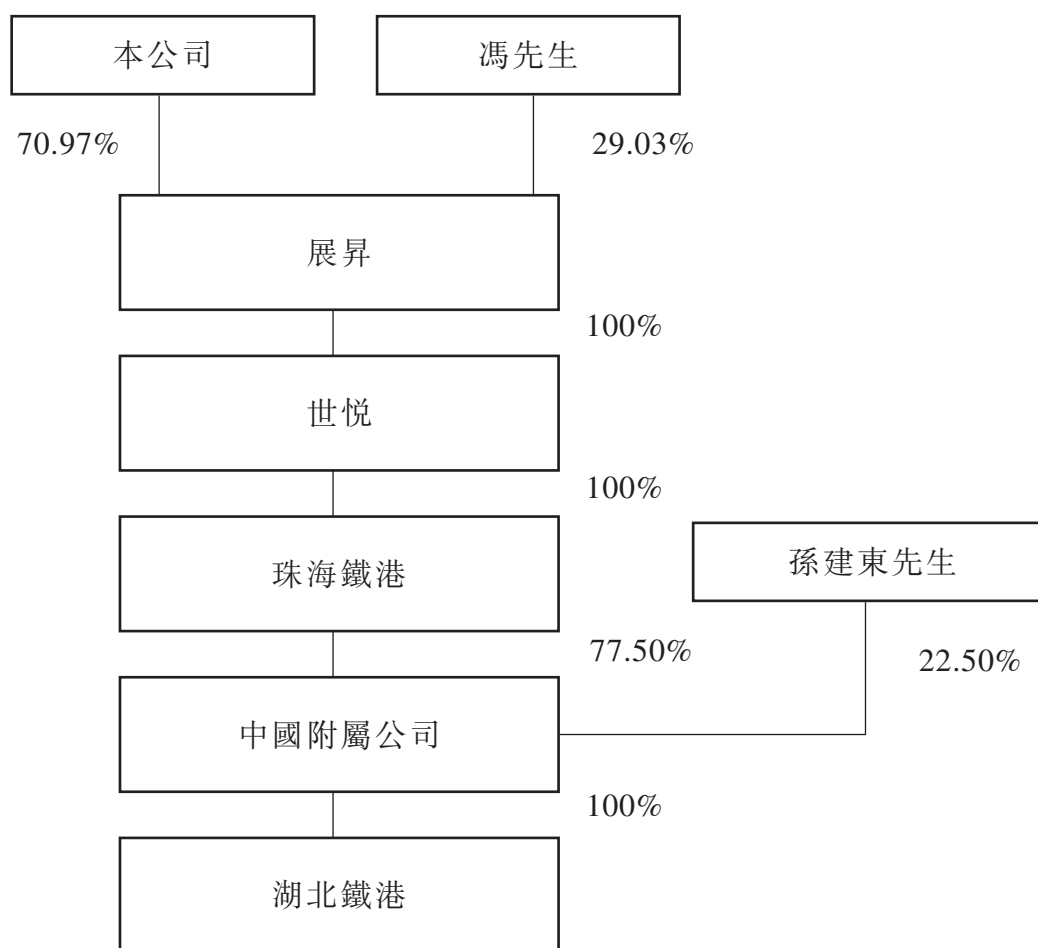 本公司
馮先生
70.97%
29.03%
展昇
100%
世悦
100%
珠海鐵港
孫建東先生
77.50%
22.50%
中國附屬公司
100%
湖北鐵港